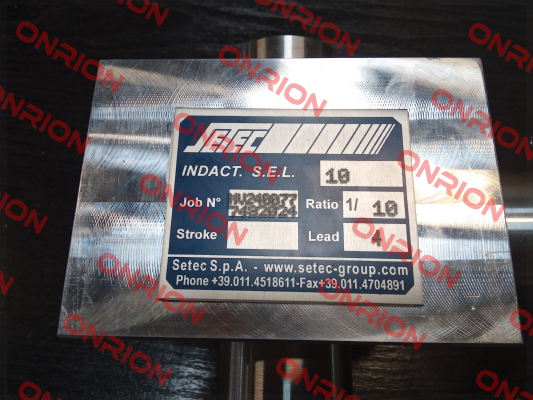 SETEC
INDACT. S.E.L. 10
Job N° Ratio 1/ 10
Stroke Lead 4
Setec S.p.A. - www.setec-group.com
Phone +39.011.4518611-Fax+39.011.4704891
ONRION